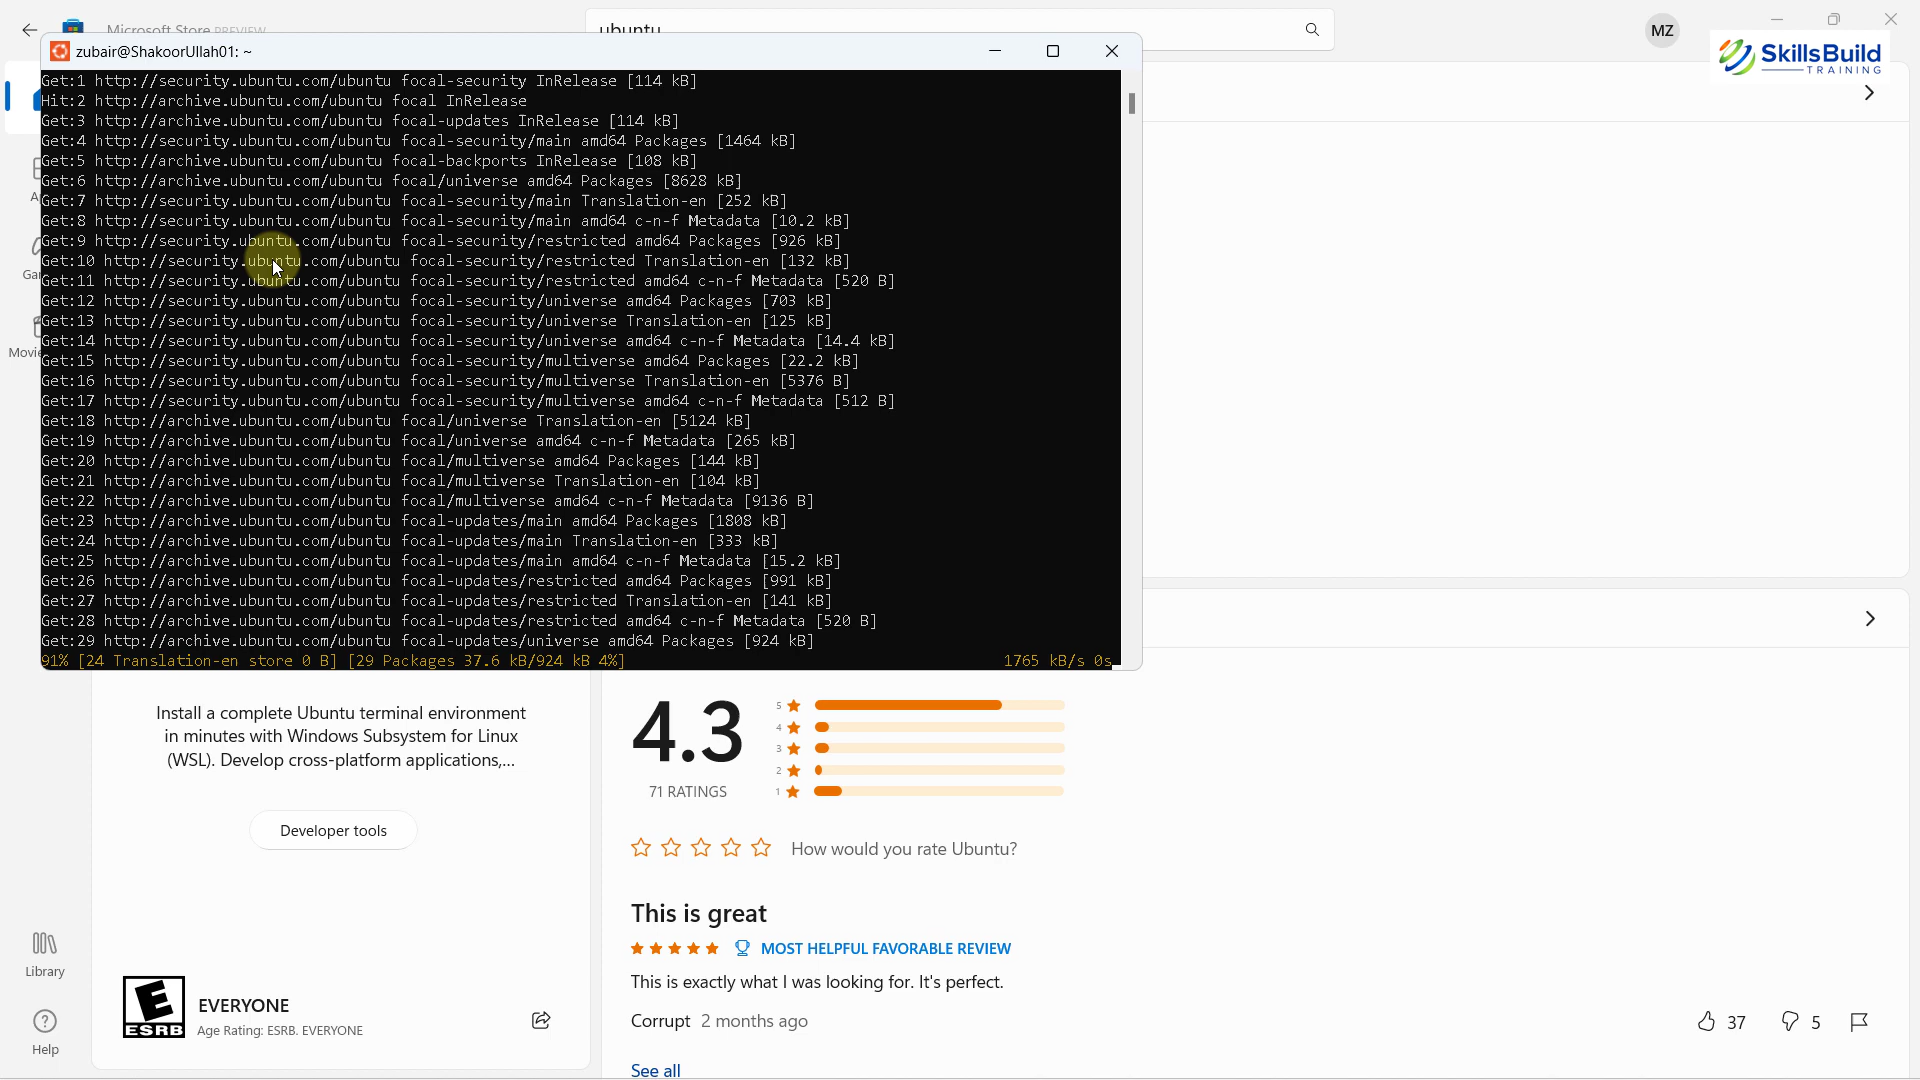 Microsoft Store PREVIEW
ubuntu
MZ
SkillsBuild
TRAINING
zubair@ShakoorUllah01: ~
Get:1 http://security.ubuntu.com/ubuntu focal-security InRelease [114 kB]
Hit:2 http://archive.ubuntu.com/ubuntu focal InRelease
Get:3 http://archive.ubuntu.com/ubuntu focal-updates InRelease [114 kB]
Get:4 http://security.ubuntu.com/ubuntu focal-security/main amd64 Packages [1464 kB]
Get:5 http://archive.ubuntu.com/ubuntu focal-backports InRelease [108 kB]
Get:6 http://archive.ubuntu.com/ubuntu focal/universe amd64 Packages [8628 kB]
Get:7 http://security.ubuntu.com/ubuntu focal-security/main Translation-en [252 kB]
Get:8 http://security.ubuntu.com/ubuntu focal-security/main amd64 c-n-f Metadata [10.2 kB]
Get:9 http://security.ubuntu.com/ubuntu focal-security/restricted amd64 Packages [926 kB]
Get:10 http://security.ubuntu.com/ubuntu focal-security/restricted Translation-en [132 kB]
Get:11 http://security.ubuntu.com/ubuntu focal-security/restricted amd64 c-n-f Metadata [520 B]
Get:12 http://security.ubuntu.com/ubuntu focal-security/universe amd64 Packages [703 kB]
Get:13 http://security.ubuntu.com/ubuntu focal-security/universe Translation-en [125 kB]
Get:14 http://security.ubuntu.com/ubuntu focal-security/universe amd64 c-n-f Metadata [14.4 kB]
Get:15 http://security.ubuntu.com/ubuntu focal-security/multiverse amd64 Packages [22.2 kB]
Get:16 http://security.ubuntu.com/ubuntu focal-security/multiverse Translation-en [5376 B]
Get:17 http://security.ubuntu.com/ubuntu focal-security/multiverse amd64 c-n-f Metadata [512 B]
Get:18 http://archive.ubuntu.com/ubuntu focal/universe Translation-en [5124 kB]
Get:19 http://archive.ubuntu.com/ubuntu focal/universe amd64 c-n-f Metadata [265 kB]
Get:20 http://archive.ubuntu.com/ubuntu focal/multiverse amd64 Packages [144 kB]
Get:21 http://archive.ubuntu.com/ubuntu focal/multiverse Translation-en [104 kB]
Get:22 http://archive.ubuntu.com/ubuntu focal/multiverse amd64 c-n-f Metadata [9136 B]
Get:23 http://archive.ubuntu.com/ubuntu focal-updates/main amd64 Packages [1808 kB]
Get:24 http://archive.ubuntu.com/ubuntu focal-updates/main Translation-en [333 kB]
Get:25 http://archive.ubuntu.com/ubuntu focal-updates/main amd64 c-n-f Metadata [15.2 kB]
Get:26 http://archive.ubuntu.com/ubuntu focal-updates/restricted amd64 Packages [991 kB]
Get:27 http://archive.ubuntu.com/ubuntu focal-updates/restricted Translation-en [141 kB]
Get:28 http://archive.ubuntu.com/ubuntu focal-updates/restricted amd64 c-n-f Metadata [520 B]
Get:29 http://archive.ubuntu.com/ubuntu focal-updates/universe amd64 Packages [924 kB]
91% [24 Translation-en store 0 B] [29 Packages 37.6 kB/924 kB 4%] 1765 kB/s 0s
Install a complete Ubuntu terminal environment
in minutes with Windows Subsystem for Linux
(WSL). Develop cross-platform applications,...
Developer tools
EVERYONE
Age Rating: ESRB. EVERYONE
E
ESRB
Library
Help
4.3
71 RATINGS
5
4
3
2
1
How would you rate Ubuntu?
This is great
MOST HELPFUL FAVORABLE REVIEW
This is exactly what I was looking for. It's perfect.
Corrupt 2 months ago
37
5
See all